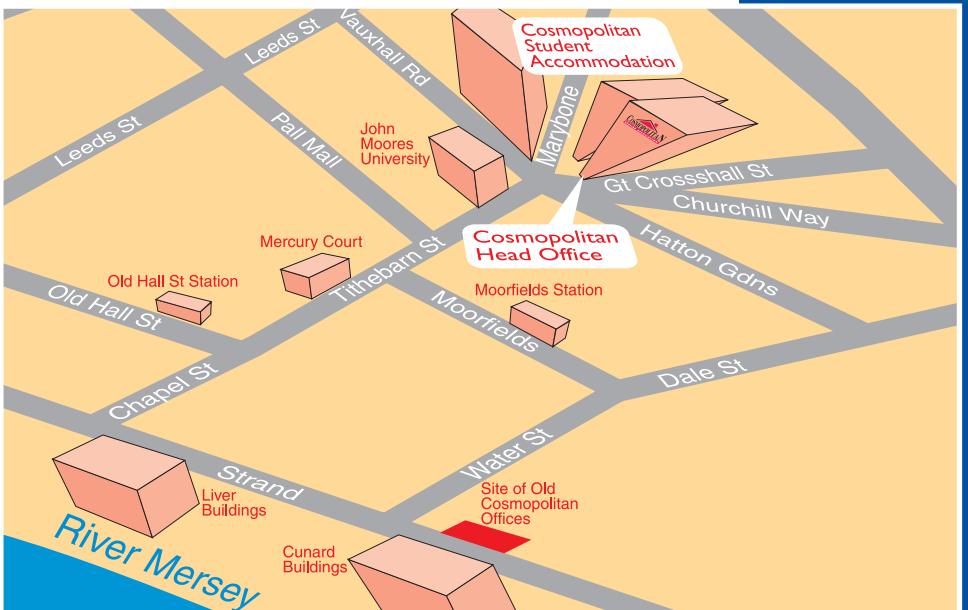 Leeds St
Vauxhall Rd
Cosmopolitan
Student
Accommodation
Leeds St
Pall Mall
John
Moores
University
Marybone
COSMOPOLITAN
Gt Crossshall St
Churchill Way
Cosmopolitan
Head Office
Hatton Gdns
Mercury Court
Tithebarn St
Old Hall St Station
Old Hall St
Moorfields Station
Moorfields
Chapel St
Dale St
Water St
Strand
Site of Old
Cosmopolitan
Offices
Liver
Buildings
River Mersey
Cunard
Buildings